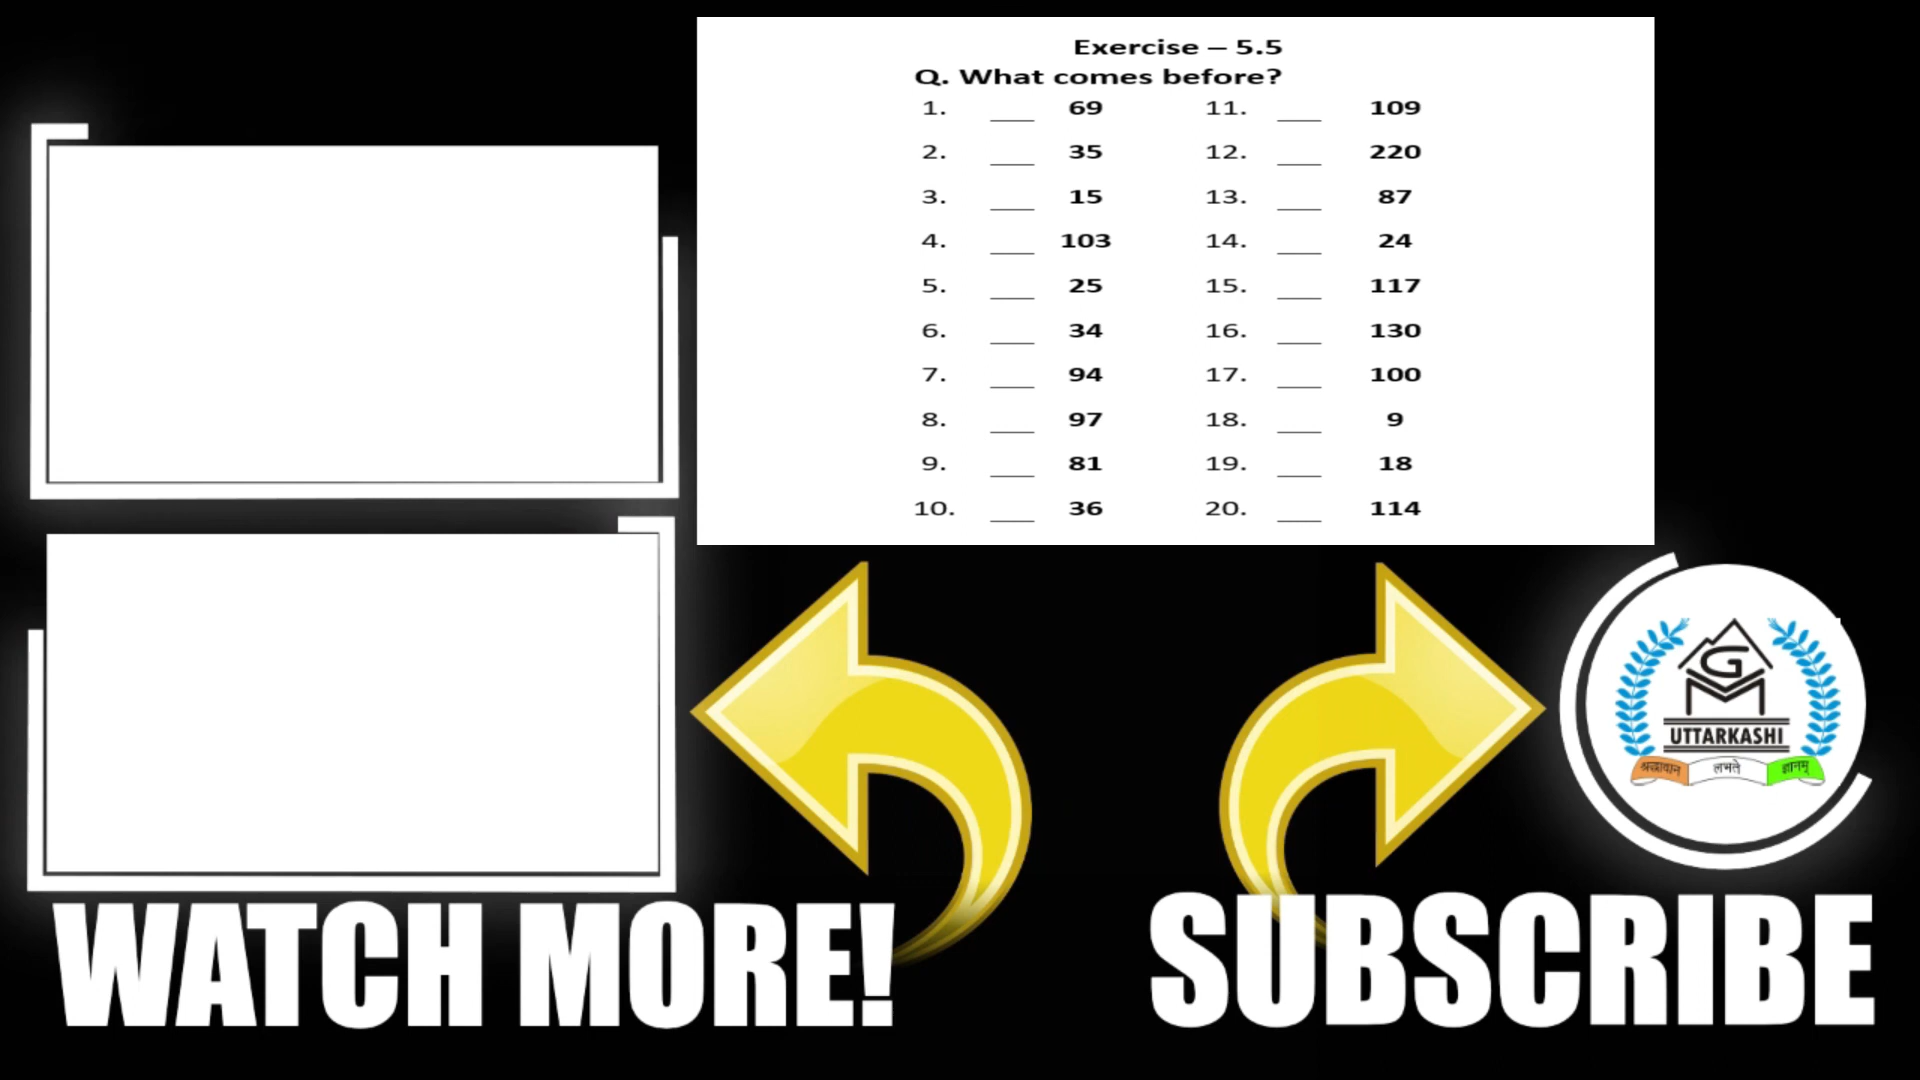 Exercise – 5.5
Q. What comes before?
1. ___ 69 11. ___ 109
2. ___ 35 12. ___ 220
3. ___ 15 13. ___ 87
4. ___ 103 14. ___ 24
5. ___ 25 15. ___ 117
6. ___ 34 16. ___ 130
7. ___ 94 17. ___ 100
8. ___ 97 18. ___ 9
9. ___ 81 19. ___ 18
10. ___ 36 20. ___ 114
G
M
UTTARKASHI
श्रद्धावान लभते ज्ञानम्
WATCH MORE!
SUBSCRIBE